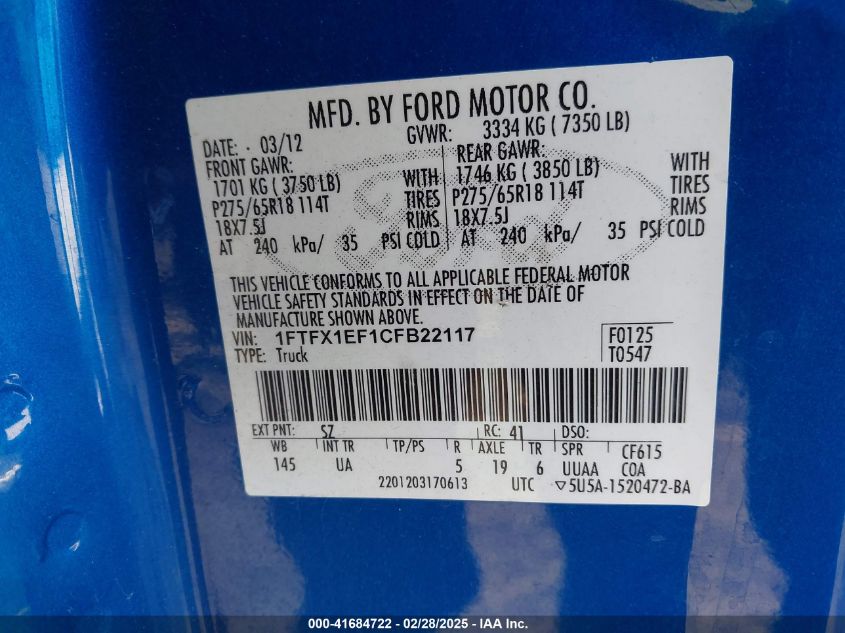 MFD. BY FORD MOTOR CO.
DATE: 03/12 GVWR: 3334 KG ( 7350 LB)
FRONT GAWR: REAR GAWR:
1701 KG ( 3750 LB) WITH 1746 KG ( 3850 LB) WITH
P275/65R18 114T TIRES P275/65R18 114T TIRES
18X7.5J RIMS 18X7.5J RIMS
AT 240 kPa/ 35 PSI COLD AT 240 kPa/ 35 PSI COLD
THIS VEHICLE CONFORMS TO ALL APPLICABLE FEDERAL MOTOR
VEHICLE SAFETY STANDARDS IN EFFECT ON THE DATE OF
MANUFACTURE SHOWN ABOVE.
VIN: 1FTFX1EF1CFB22117 F0125
TYPE: Truck T0547
EXT PNT: SZ RC: 41 DSO:
WB INT TR TP/PS R AXLE TR SPR CF615
145 UA 5 19 6 UUAA COA
2201203170613 UTC ▽5U5A-1520472-BA
000-41684722 - 02/28/2025 - IAA Inc.